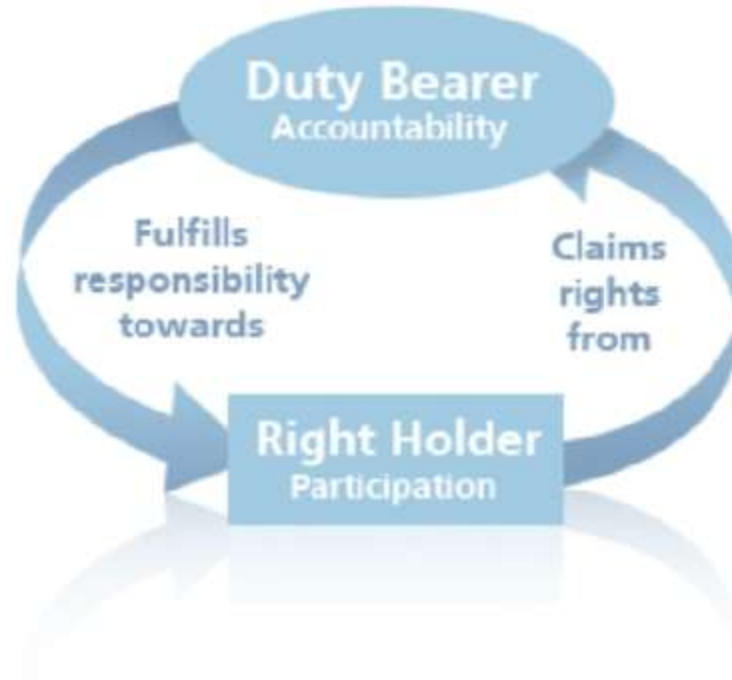 Duty Bearer
Accountability
Fulfills
responsibility
towards
Claims
rights
from
Right Holder
Participation